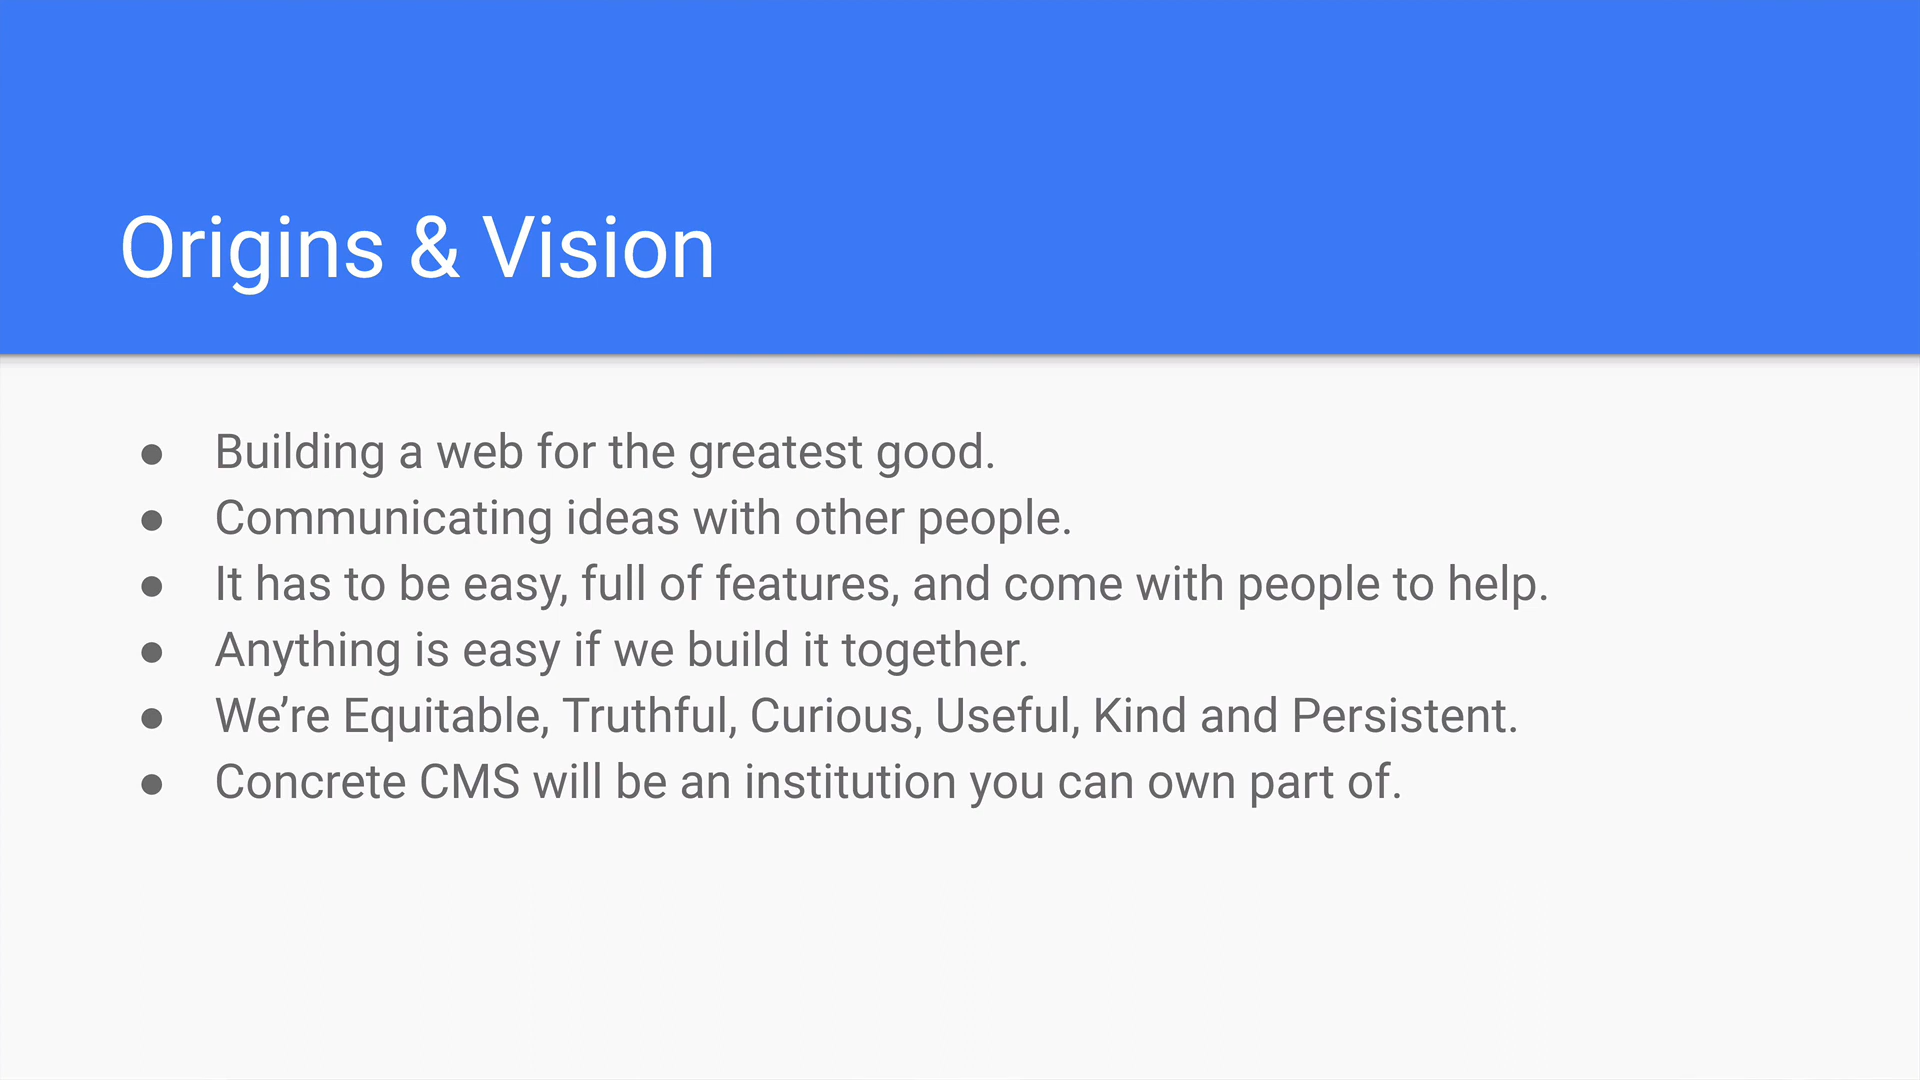 Origins & Vision
● Building a web for the greatest good.
● Communicating ideas with other people.
● It has to be easy, full of features, and come with people to help.
● Anything is easy if we build it together.
● We’re Equitable, Truthful, Curious, Useful, Kind and Persistent.
● Concrete CMS will be an institution you can own part of.